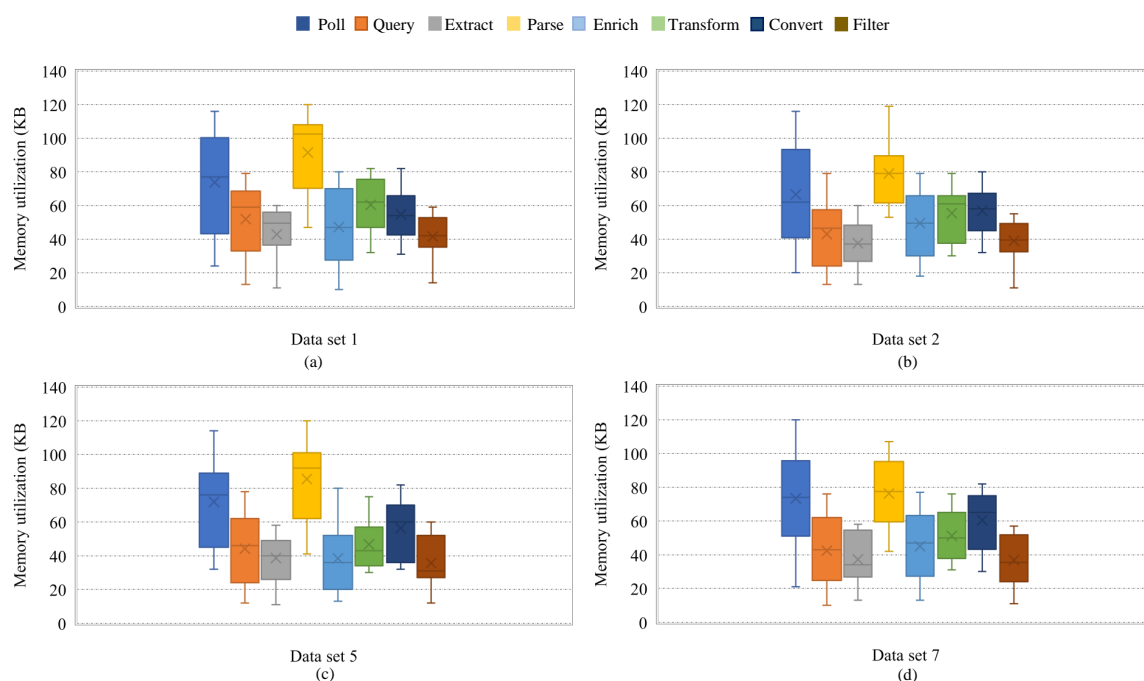 Poll Query Extract Parse Enrich Transform Convert Filter
Memory utilization (KB
140
120
100
80
60
40
20
0
Data set 1
(a)
Memory utilization (KB
140
120
100
80
60
40
20
0
Data set 2
(b)
Memory utilization (KB
140
120
100
80
60
40
20
0
Data set 5
(c)
Memory utilization (KB
140
120
100
80
60
40
20
0
Data set 7
(d)